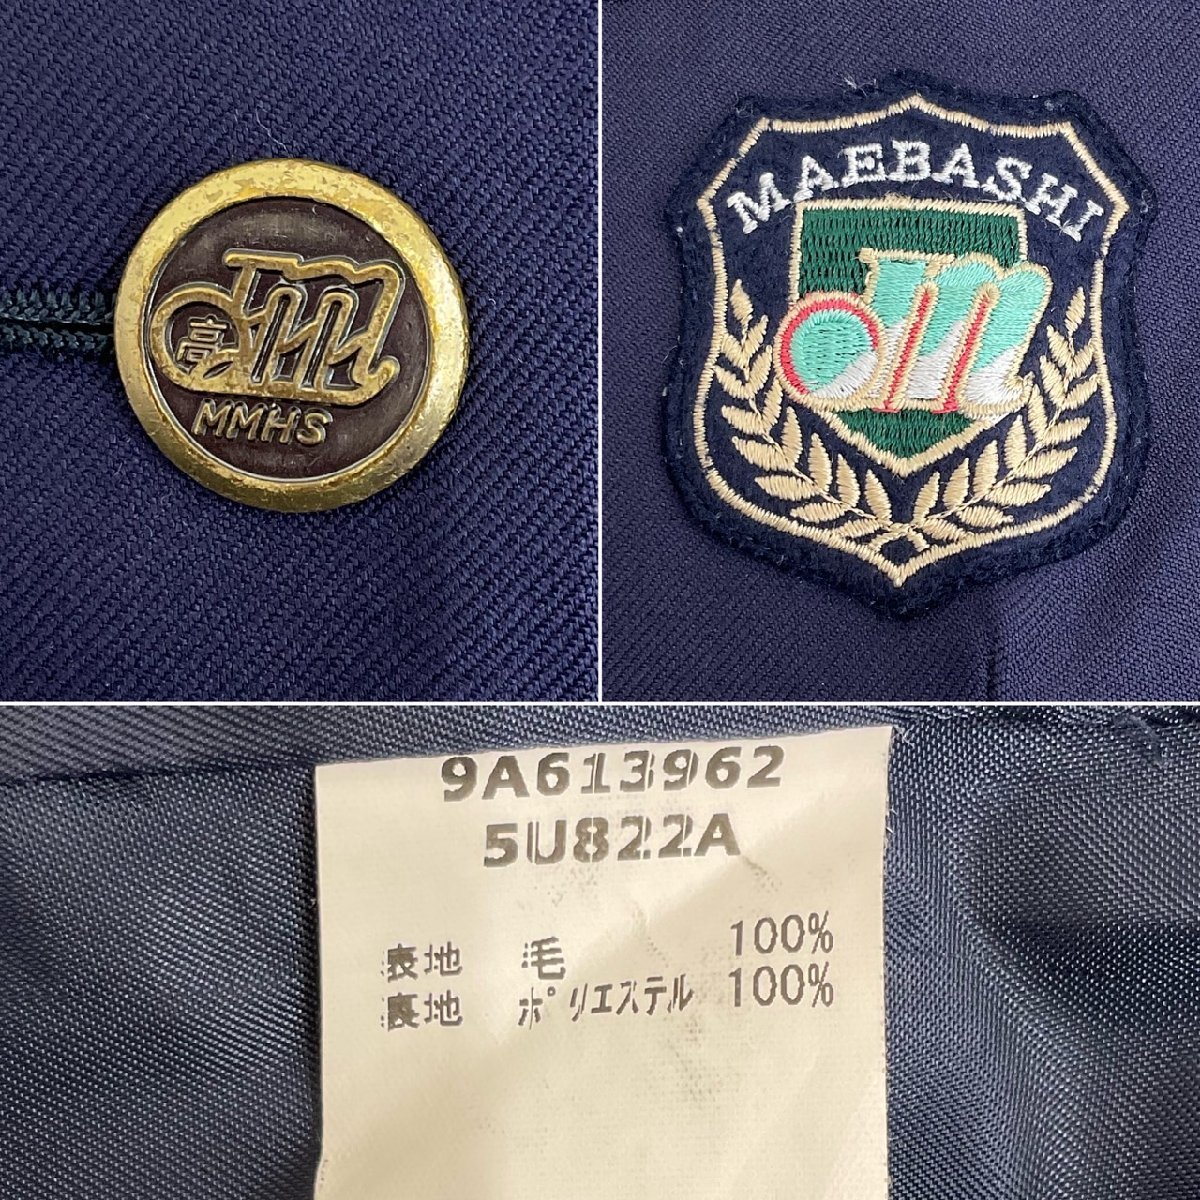 m
高
MMHS
MAEBASHI
m
9A613962
5U822A
表地 毛 100%
裏地 ポリエステル 100%